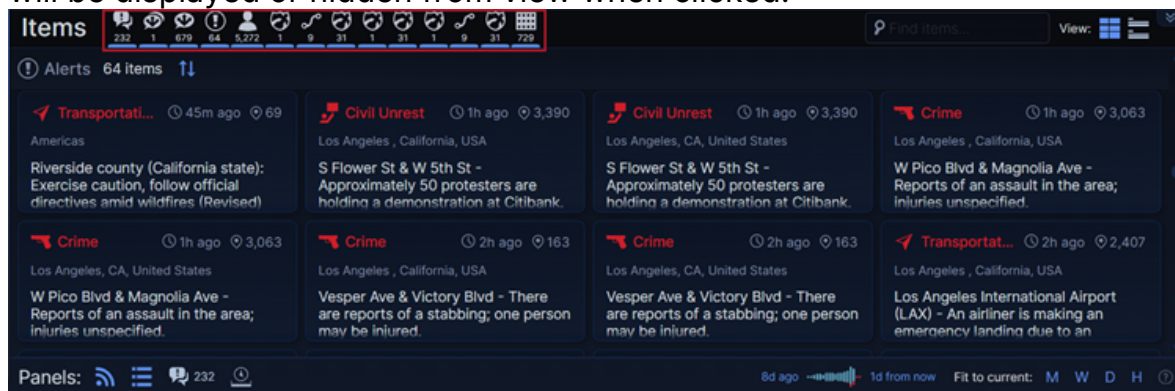 will be displayed or hidden from view when clicked.
Items 232 1 679 64 5,272 1 9 31 1 31 1 9 31 729 Find items... View:
Alerts 64 items
Transportati... 45m ago 69
Americas
Riverside county (California state):
Exercise caution, follow official
directives amid wildfires (Revised)
Civil Unrest 1h ago 3,390
Los Angeles , California, USA
S Flower St & W 5th St -
Approximately 50 protesters are
holding a demonstration at Citibank.
Civil Unrest 1h ago 3,390
Los Angeles, CA, United States
S Flower St & W 5th St -
Approximately 50 protesters are
holding a demonstration at Citibank.
Crime 1h ago 3,063
Los Angeles , California, USA
W Pico Blvd & Magnolia Ave -
Reports of an assault in the area;
injuries unspecified.
Crime 1h ago 3,063
Los Angeles, CA, United States
W Pico Blvd & Magnolia Ave -
Reports of an assault in the area;
injuries unspecified.
Crime 2h ago 163
Los Angeles , California, USA
Vesper Ave & Victory Blvd - There
are reports of a stabbing; one person
may be injured.
Crime 2h ago 163
Los Angeles, CA, United States
Vesper Ave & Victory Blvd - There
are reports of a stabbing; one person
may be injured.
Transportat... 2h ago 2,407
Los Angeles , California, USA
Los Angeles International Airport
(LAX) - An airliner is making an
emergency landing due to an
Panels: 232 8d ago 1d from now Fit to current: M W D H